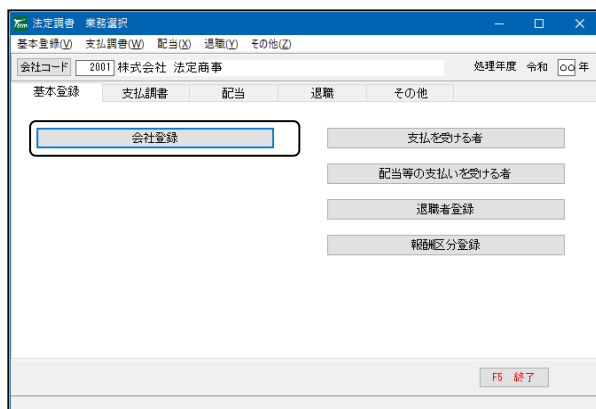 法定調書 業務選択
基本登録(V) 支払調書(W) 配当(X) 退職(Y) その他(Z)
会社コード 2001 株式会社 法定商事 処理年度 令和 〇〇 年
基本登録 支払調書 配当 退職 その他
会社登録 支払を受ける者
配当等の支払いを受ける者
退職者登録
報酬区分登録
F5 終了